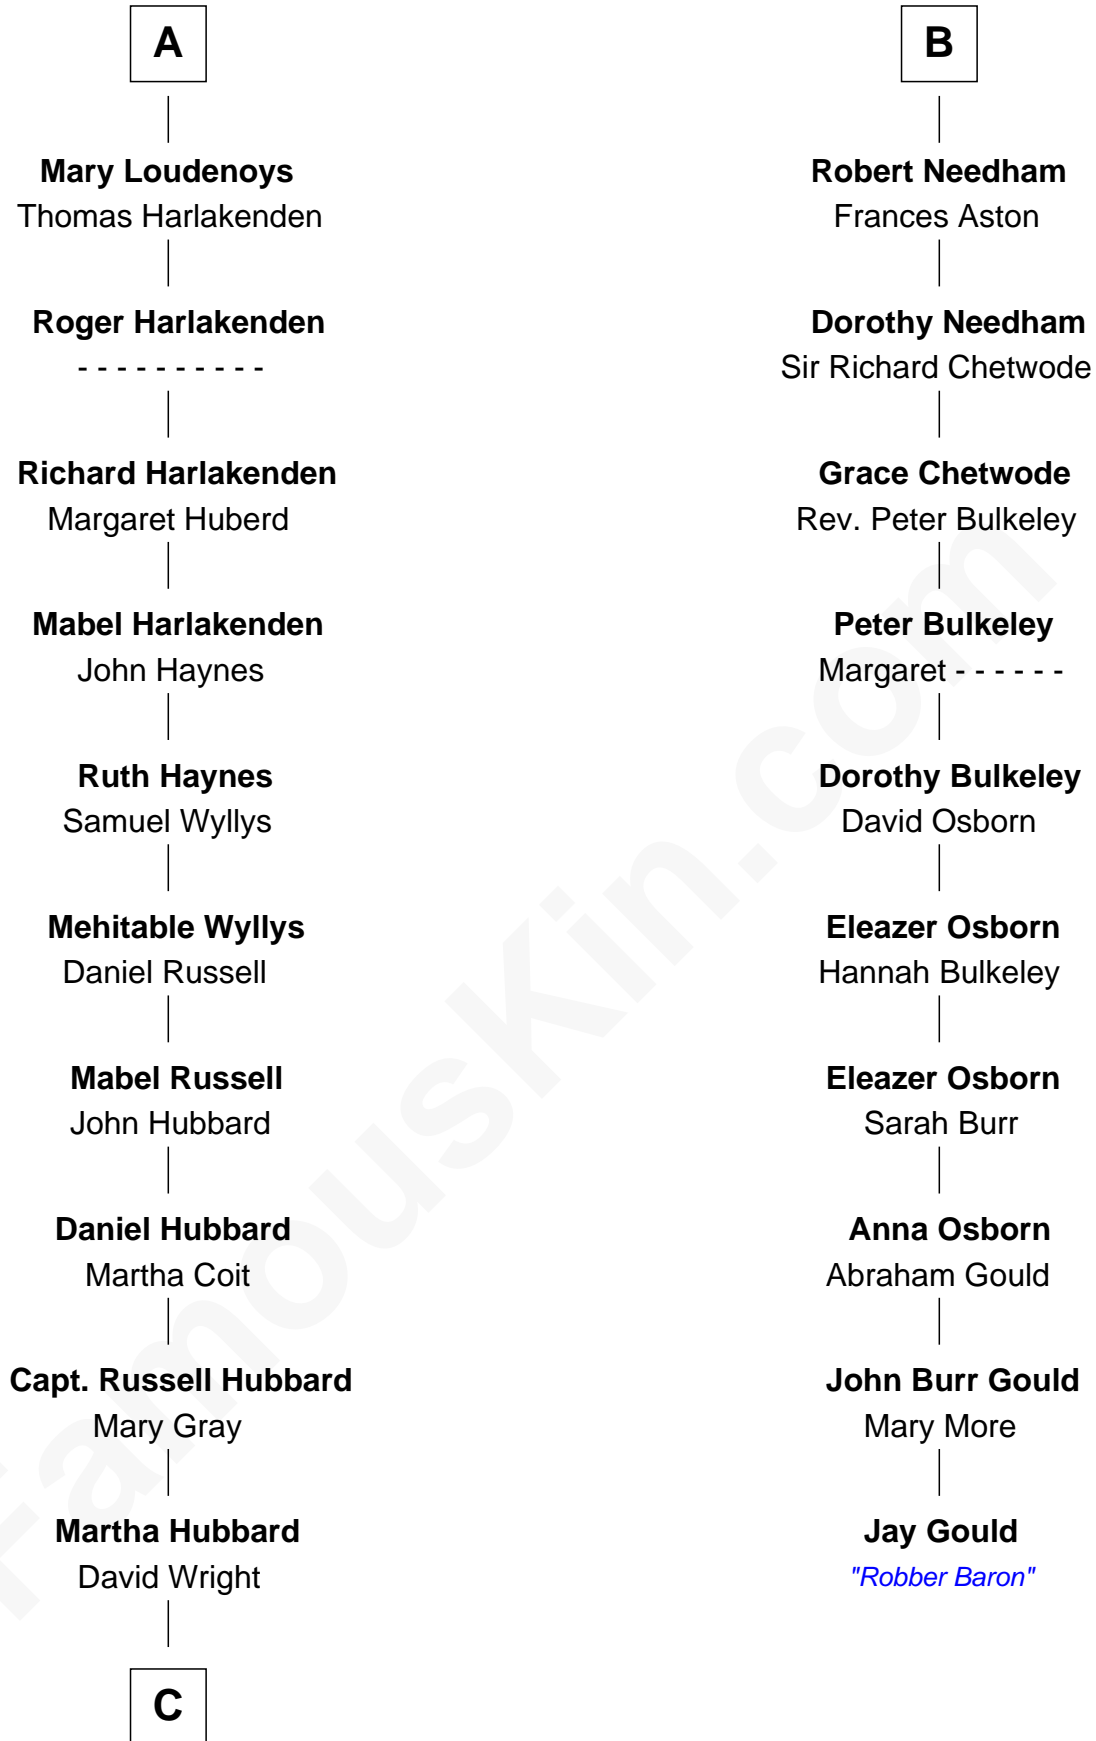 A
Mary Loudenoys
Thomas Harlakenden
Roger Harlakenden
- - - - - - - - - -
Richard Harlakenden
Margaret Huberd
Mabel Harlakenden
John Haynes
Ruth Haynes
Samuel Wyllys
Mehitable Wyllys
Daniel Russell
Mabel Russell
John Hubbard
Daniel Hubbard
Martha Coit
Capt. Russell Hubbard
Mary Gray
Martha Hubbard
David Wright
C
B
Robert Needham
Frances Aston
Dorothy Needham
Sir Richard Chetwode
Grace Chetwode
Rev. Peter Bulkeley
Peter Bulkeley
Margaret - - - - - -
Dorothy Bulkeley
David Osborn
Eleazer Osborn
Hannah Bulkeley
Eleazer Osborn
Sarah Burr
Anna Osborn
Abraham Gould
John Burr Gould
Mary More
Jay Gould
"Robber Baron"
FamousKin.com